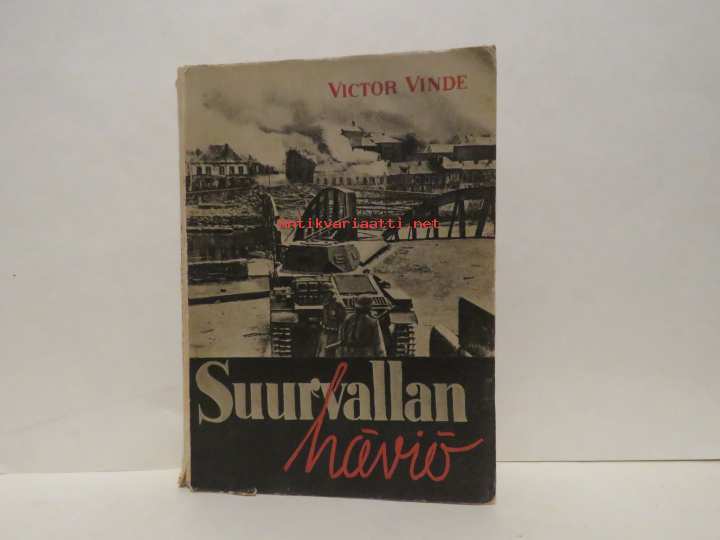 VICTOR VINDE
antikvariaatti.net
Suurvallan
häviö